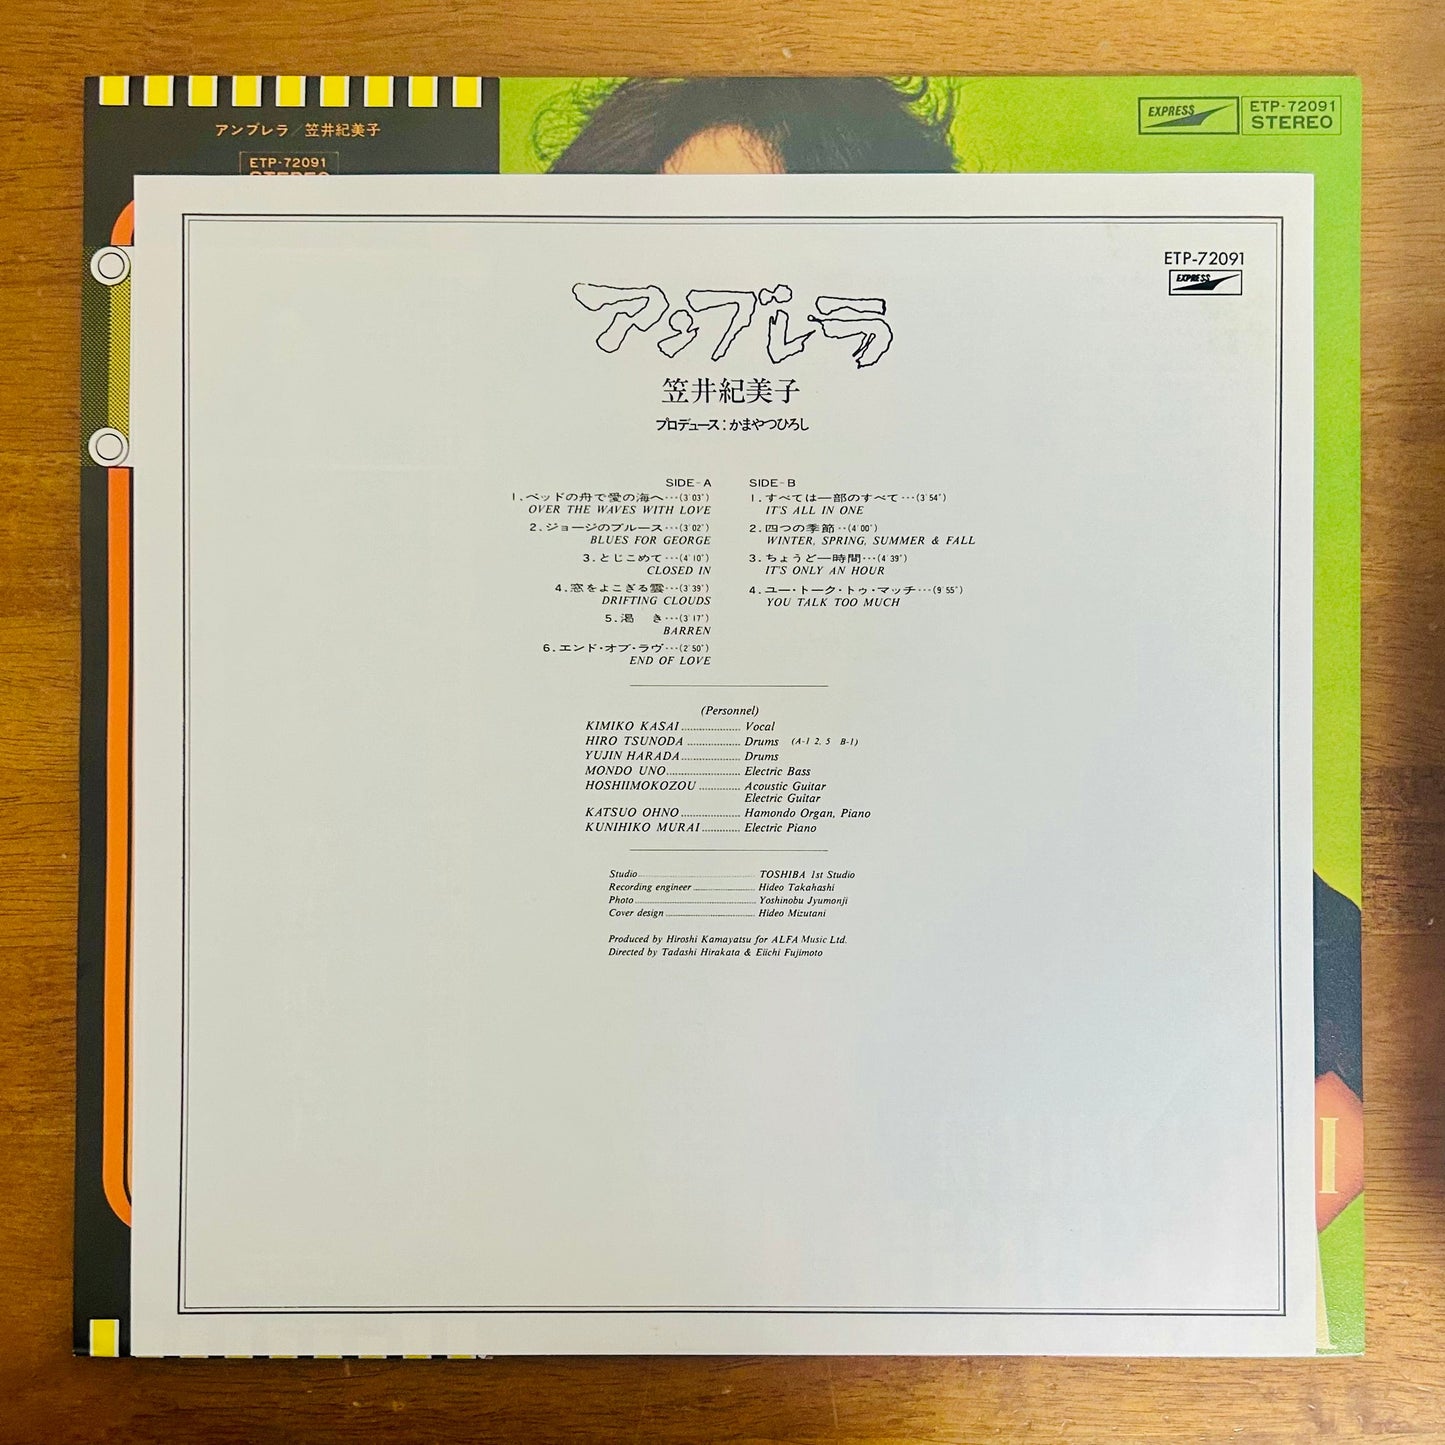 アンブレラ／笠井紀美子
ETP-72091
STEREO
EXPRESS
ETP-72091
STEREO
ETP-72091
EXPRESS
アンブレラ
笠井紀美子
プロデュース：かまやつひろし
SIDE-A
1.ベッドの舟で愛の海へ…(3'03")
OVER THE WAVES WITH LOVE
2.ジョージのブルース…(3'02")
BLUES FOR GEORGE
3.とじこめて…(4'10")
CLOSED IN
4.窓をよこぎる雲…(3'39")
DRIFTING CLOUDS
5.渇 き…(3'17")
BARREN
6.エンド・オブ・ラヴ…(2'50")
END OF LOVE
SIDE-B
1.すべては一部のすべて…(3'54")
IT'S ALL IN ONE
2.四つの季節‥(4'00")
WINTER, SPRING, SUMMER & FALL
3.ちょうど一時間…(4'39")
IT'S ONLY AN HOUR
4.ユー・トーク・トゥ・マッチ…(9'55")
YOU TALK TOO MUCH
(Personnel)
KIMIKO KASAI.....................Vocal
HIRO TSUNODA...................Drums (A-1 2, 5 B-1)
YUJIN HARADA.....................Drums
MONDO UNO..........................Electric Bass
HOSHIIMOKOZOU..............Acoustic Guitar
Electric Guitar
KATSUO OHNO.....................Hamondo Organ, Piano
KUNIHIKO MURAI.............Electric Piano
Studio..........................................TOSHIBA 1st Studio
Recording engineer......................Hideo Takahashi
Photo............................................Yoshinobu Jyumonji
Cover design................................Hideo Mizutani
Produced by Hiroshi Kamayatsu for ALFA Music Ltd.
Directed by Tadashi Hirakata & Eiichi Fujimoto
I